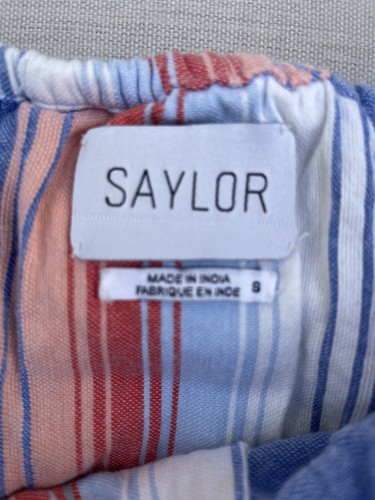 SAYLOR
MADE IN INDIA
FABRIQUE EN INDE
S